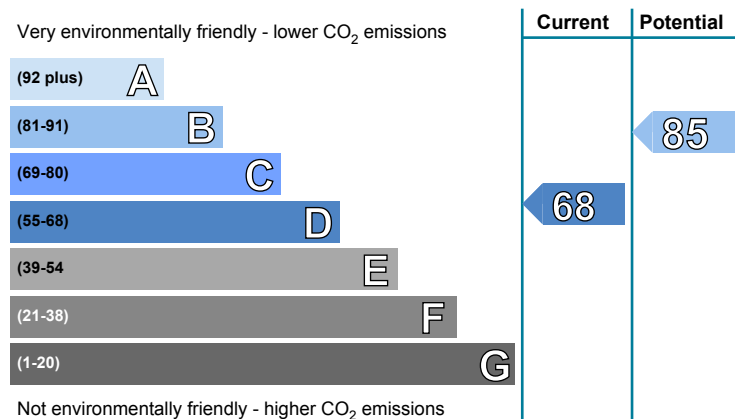 Very environmentally friendly - lower CO2 emissions
Current
Potential
(92 plus) A
(81-91) B
85
(69-80) C
68
(55-68) D
(39-54 E
(21-38) F
(1-20) G
Not environmentally friendly - higher CO2 emissions